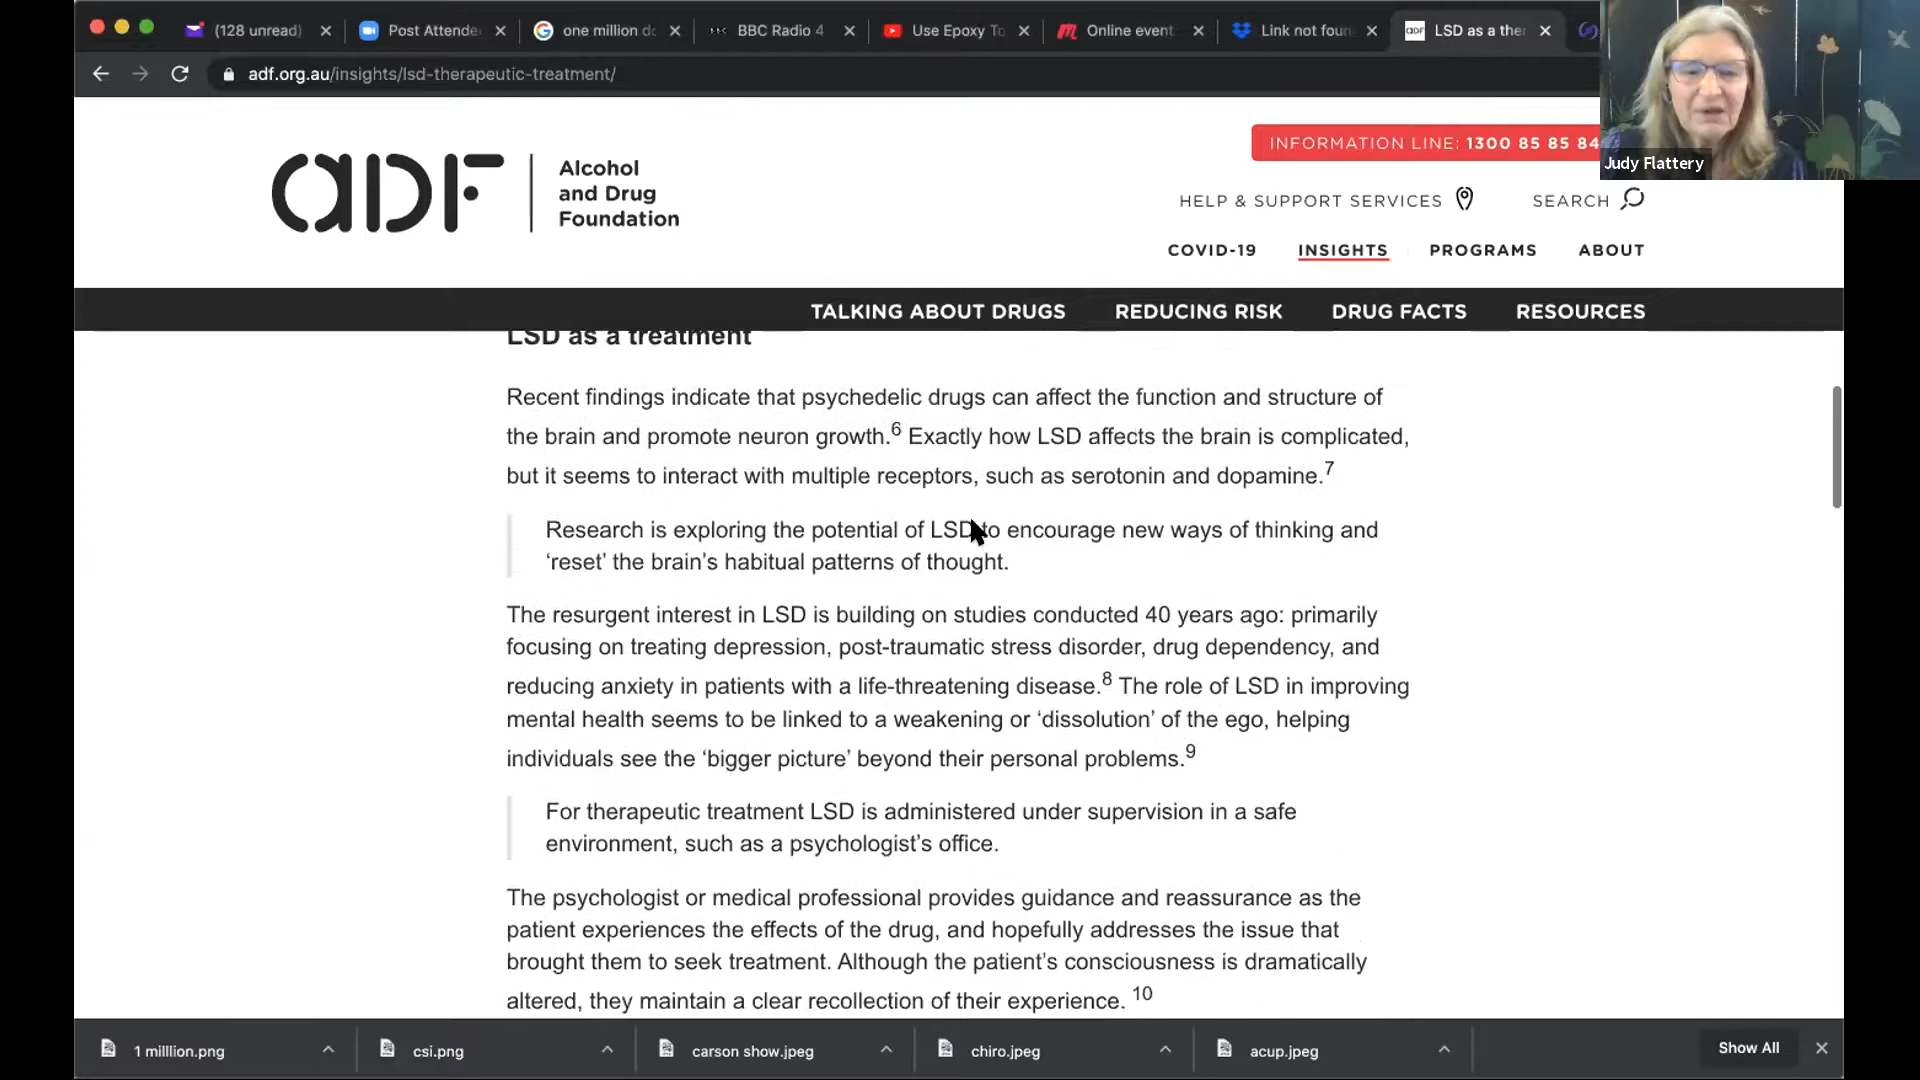 (128 unread)
Post Attende
one million do
BBC Radio 4
Use Epoxy To
Online event
Link not foun
LSD as a ther
adf.org.au/insights/lsd-therapeutic-treatment/
Judy Flattery
aDF
Alcohol
and Drug
Foundation
INFORMATION LINE: 1300 85 85 84
HELP & SUPPORT SERVICES
SEARCH
COVID-19
INSIGHTS
PROGRAMS
ABOUT
TALKING ABOUT DRUGS
REDUCING RISK
DRUG FACTS
RESOURCES
LSD as a treatment
Recent findings indicate that psychedelic drugs can affect the function and structure of
the brain and promote neuron growth.6 Exactly how LSD affects the brain is complicated,
but it seems to interact with multiple receptors, such as serotonin and dopamine.7
Research is exploring the potential of LSD to encourage new ways of thinking and
‘reset’ the brain’s habitual patterns of thought.
The resurgent interest in LSD is building on studies conducted 40 years ago: primarily
focusing on treating depression, post-traumatic stress disorder, drug dependency, and
reducing anxiety in patients with a life-threatening disease.8 The role of LSD in improving
mental health seems to be linked to a weakening or ‘dissolution’ of the ego, helping
individuals see the ‘bigger picture’ beyond their personal problems.9
For therapeutic treatment LSD is administered under supervision in a safe
environment, such as a psychologist’s office.
The psychologist or medical professional provides guidance and reassurance as the
patient experiences the effects of the drug, and hopefully addresses the issue that
brought them to seek treatment. Although the patient’s consciousness is dramatically
altered, they maintain a clear recollection of their experience. 10
1 milllion.png
csi.png
carson show.jpeg
chiro.jpeg
acup.jpeg
Show All